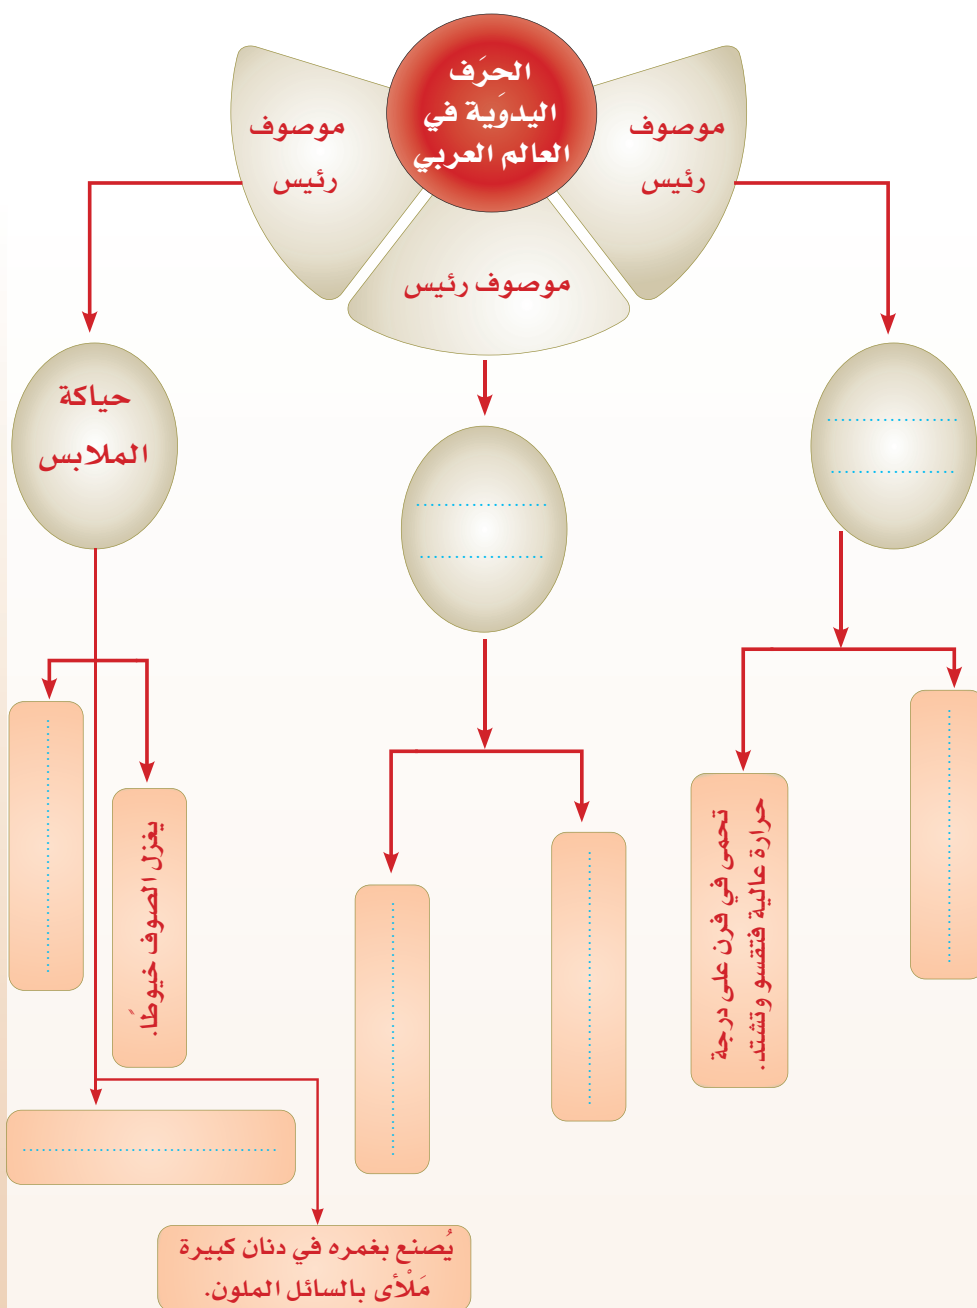 الحرَف
اليدوَية في
العالم العربي
موصوف
رئيس
موصوف رئيس
موصوف
رئيس
حياكة
الملابس
تحمى في فرن على درجة
حرارة عالية فتقسو وتشتد.
يغزل الصوف خيوطًا.
يُصنع بغمره في دنان كبيرة
مَلْأى بالسائل الملون.